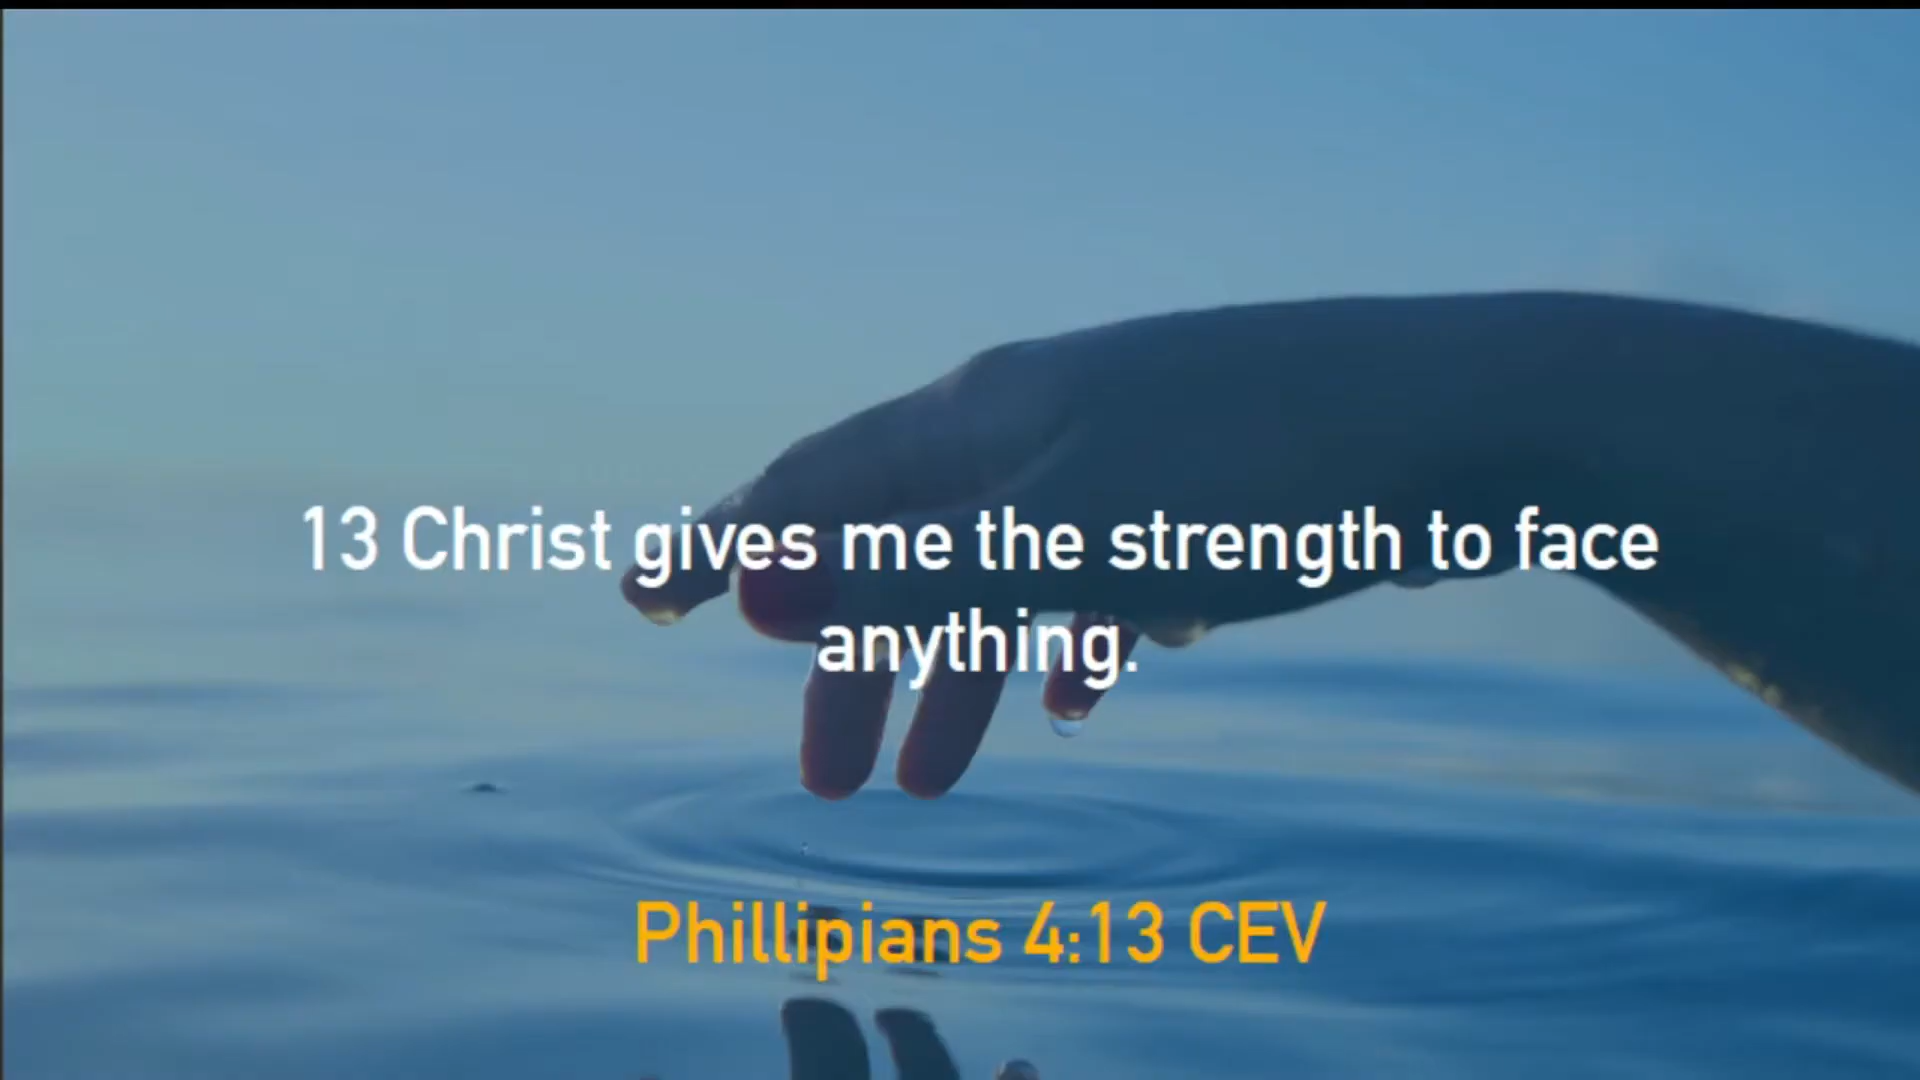 13 Christ gives me the strength to face
anything.
Phillipians 4:13 CEV